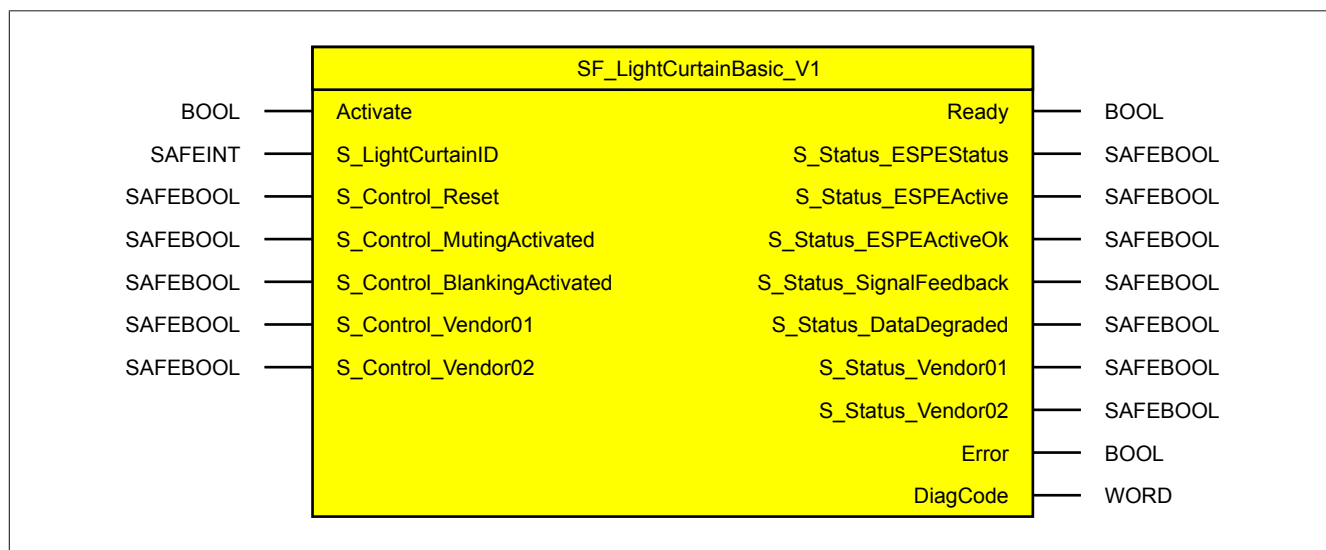 SF_LightCurtainBasic_V1
BOOL Activate Ready BOOL
SAFEINT S_LightCurtainID S_Status_ESPEStatus SAFEBOOL
SAFEBOOL S_Control_Reset S_Status_ESPEActive SAFEBOOL
SAFEBOOL S_Control_MutingActivated S_Status_ESPEActiveOk SAFEBOOL
SAFEBOOL S_Control_BlankingActivated S_Status_SignalFeedback SAFEBOOL
SAFEBOOL S_Control_Vendor01 S_Status_DataDegraded SAFEBOOL
SAFEBOOL S_Control_Vendor02 S_Status_Vendor01 SAFEBOOL
S_Status_Vendor02 SAFEBOOL
Error BOOL
DiagCode WORD